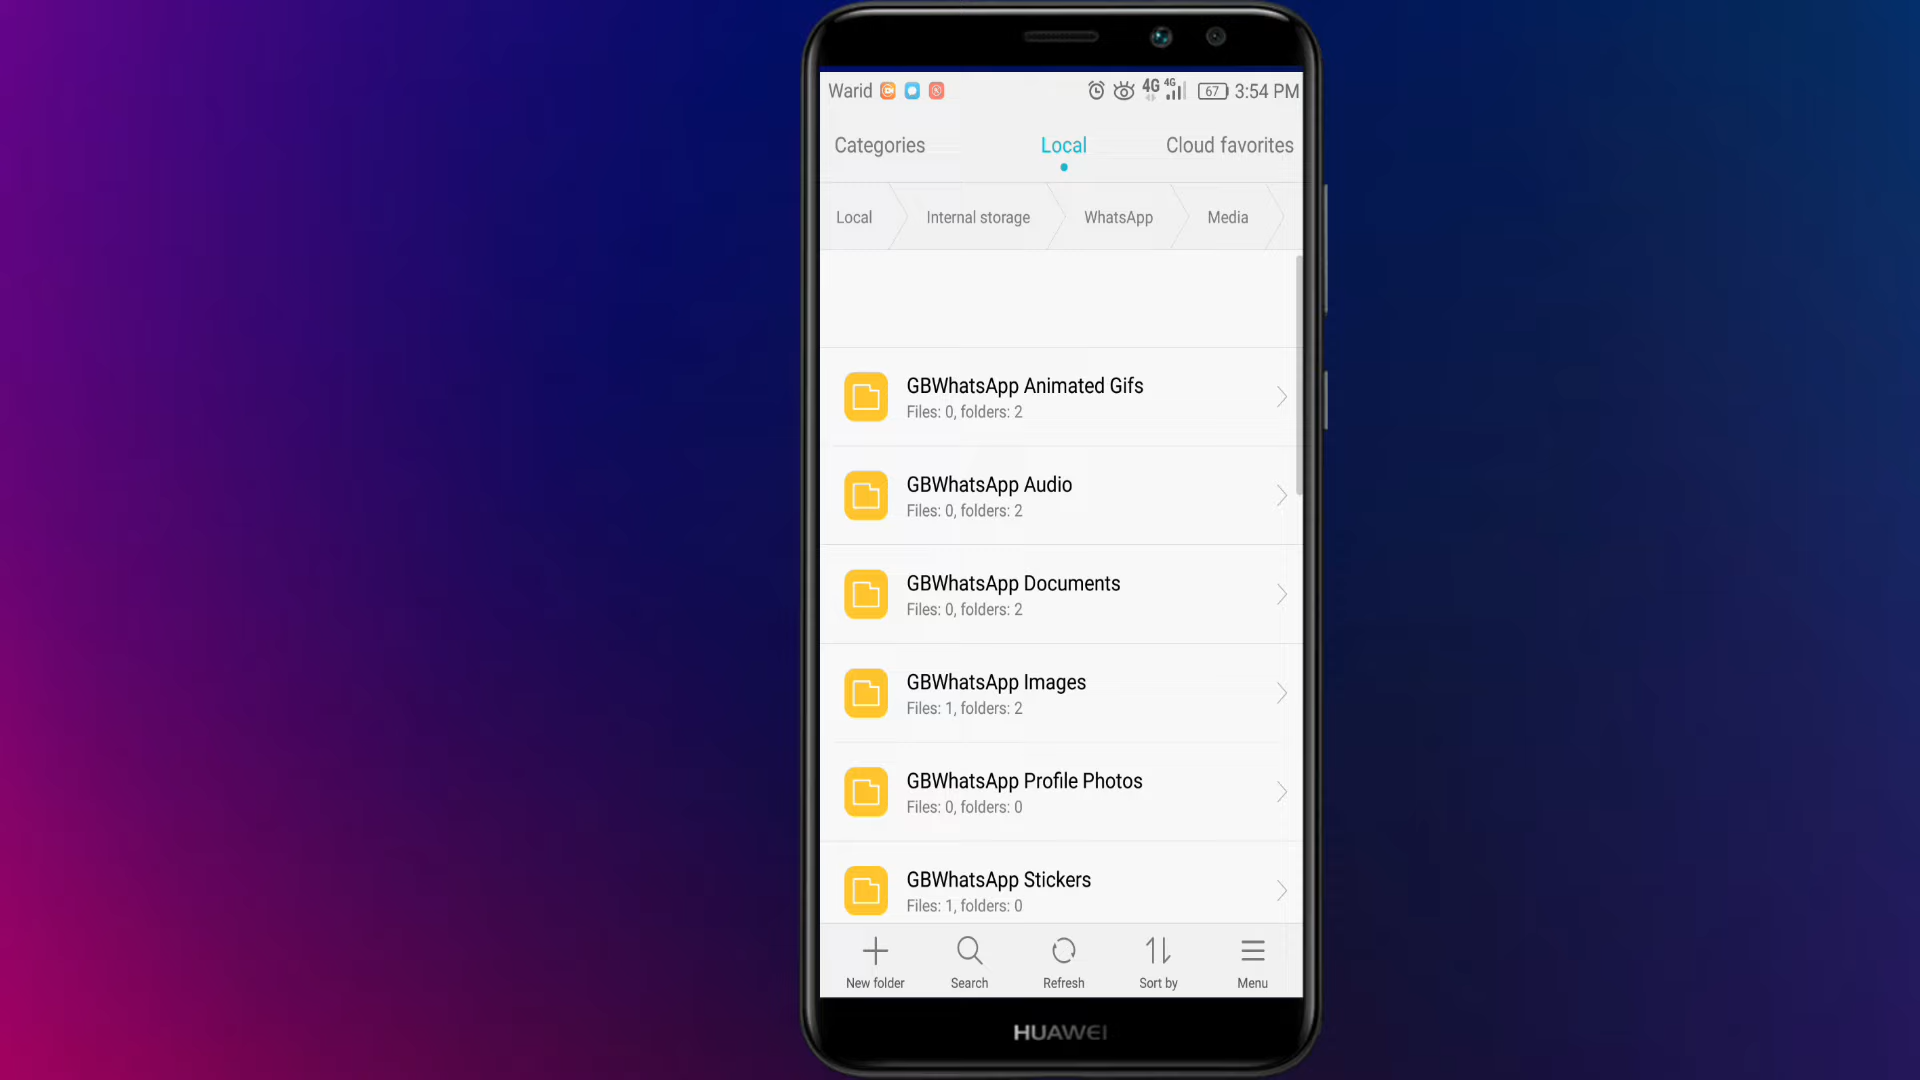 Warid 4G 4G 67 3:54 PM
Categories Local Cloud favorites
Local Internal storage WhatsApp Media
GBWhatsApp Animated Gifs
Files: 0, folders: 2
GBWhatsApp Audio
Files: 0, folders: 2
GBWhatsApp Documents
Files: 0, folders: 2
GBWhatsApp Images
Files: 1, folders: 2
GBWhatsApp Profile Photos
Files: 0, folders: 0
GBWhatsApp Stickers
Files: 1, folders: 0
New folder Search Refresh Sort by Menu
HUAWEI